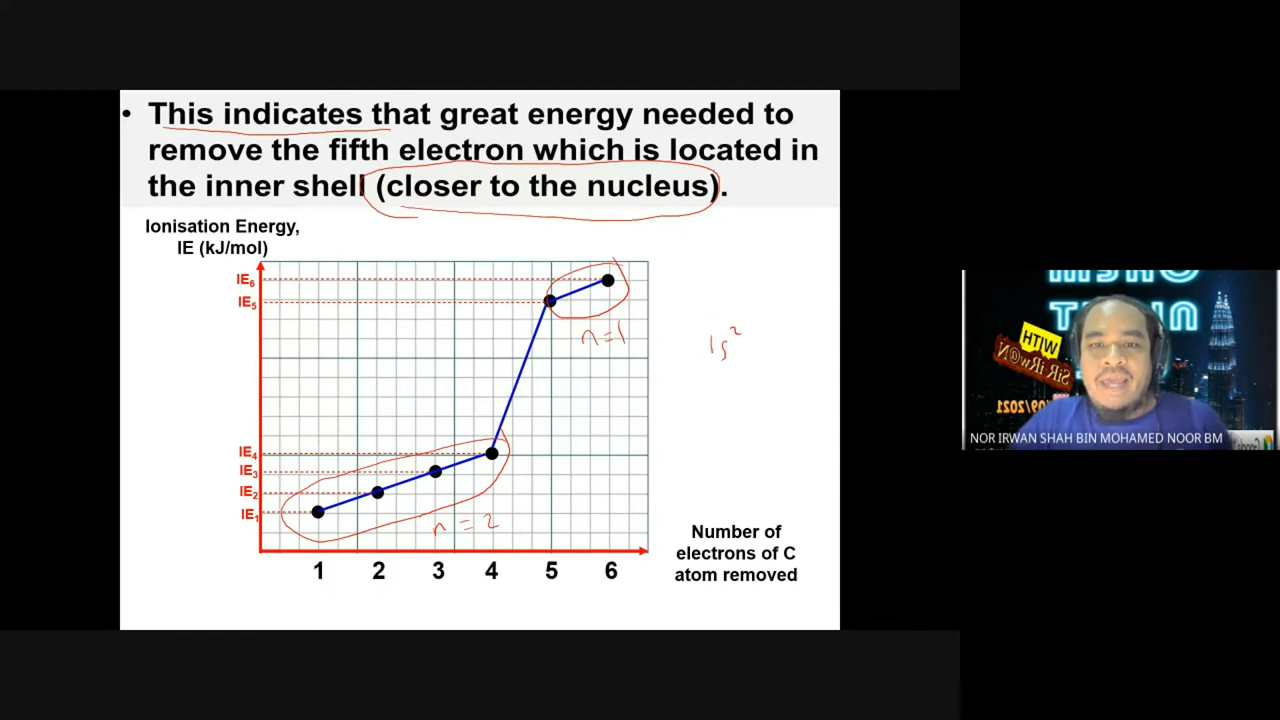 • This indicates that great energy needed to
remove the fifth electron which is located in
the inner shell (closer to the nucleus).
Ionisation Energy,
IE (kJ/mol)
IE6
IE5
n=1
1s²
IE4
IE3
IE2
IE1
n = 2
Number of
electrons of C
atom removed
1 2 3 4 5 6
WITH
SiR iRw@N
/09/2021
NOR IRWAN SHAH BIN MOHAMED NOOR BM